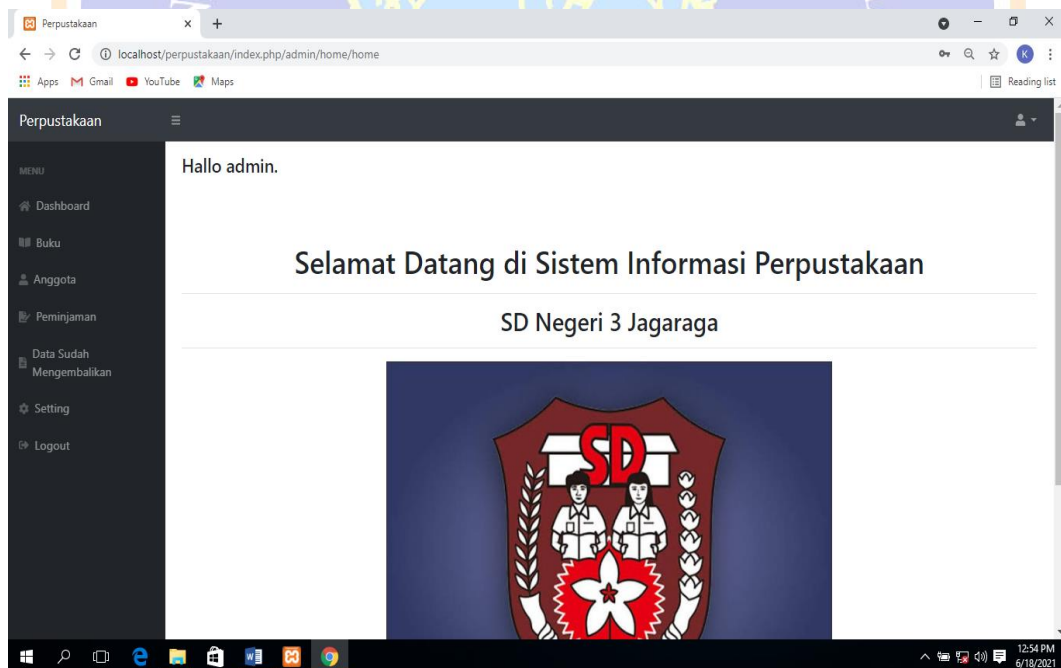 Perpustakaan
localhost/perpustakaan/index.php/admin/home/home
K
Apps Gmail YouTube Maps
Reading list
Perpustakaan
MENU
Dashboard
Buku
Anggota
Peminjaman
Data Sudah
Mengembalikan
Setting
Logout
Hallo admin.
Selamat Datang di Sistem Informasi Perpustakaan
SD Negeri 3 Jagaraga
SD
12:54 PM
6/18/2021